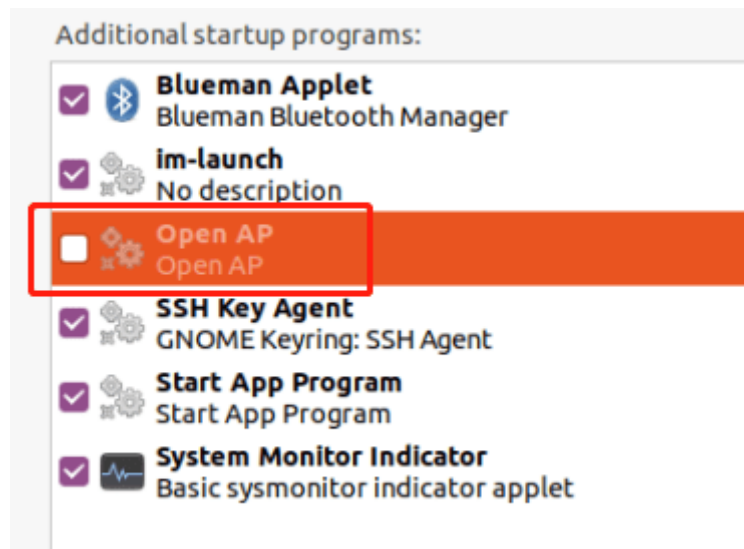 Additional startup programs:
Blueman Applet
Blueman Bluetooth Manager
im-launch
No description
Open AP
Open AP
SSH Key Agent
GNOME Keyring: SSH Agent
Start App Program
Start App Program
System Monitor Indicator
Basic sysmonitor indicator applet